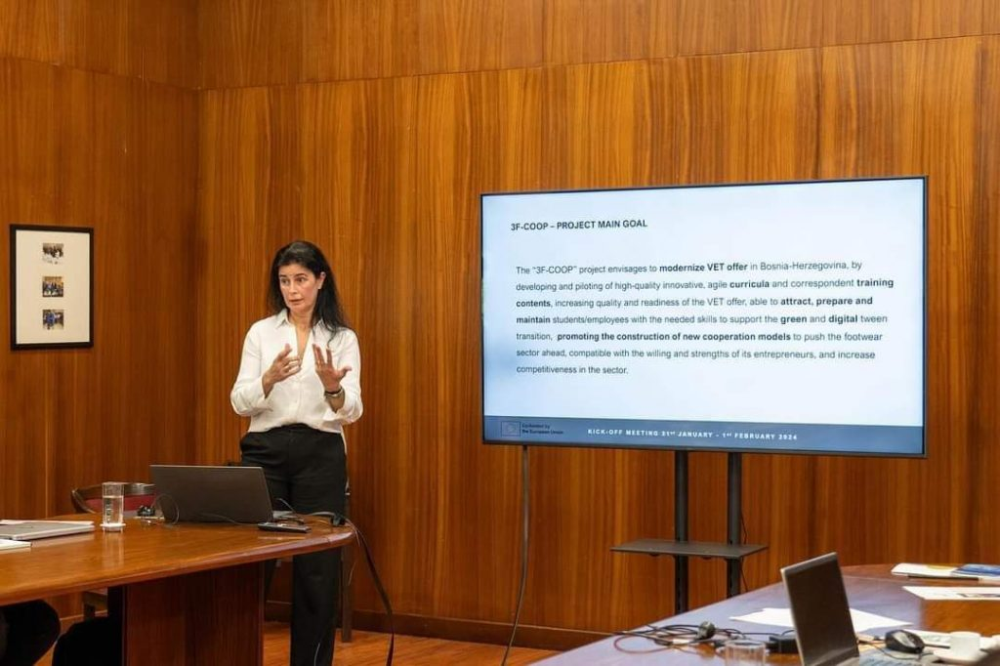 3F-COOP – PROJECT MAIN GOAL
The “3F-COOP” project envisages to modernize VET offer in Bosnia-Herzegovina, by
developing and piloting of high-quality innovative, agile curricula and correspondent training
contents, increasing quality and readiness of the VET offer, able to attract, prepare and
maintain students/employees with the needed skills to support the green and digital tween
transition, promoting the construction of new cooperation models to push the footwear
sector ahead, compatible with the willing and strengths of its entrepreneurs, and increase
competitiveness in the sector.
Co-funded by
the European Union
KICK-OFF MEETING 31ST JANUARY – 1ST FEBRUARY 2024